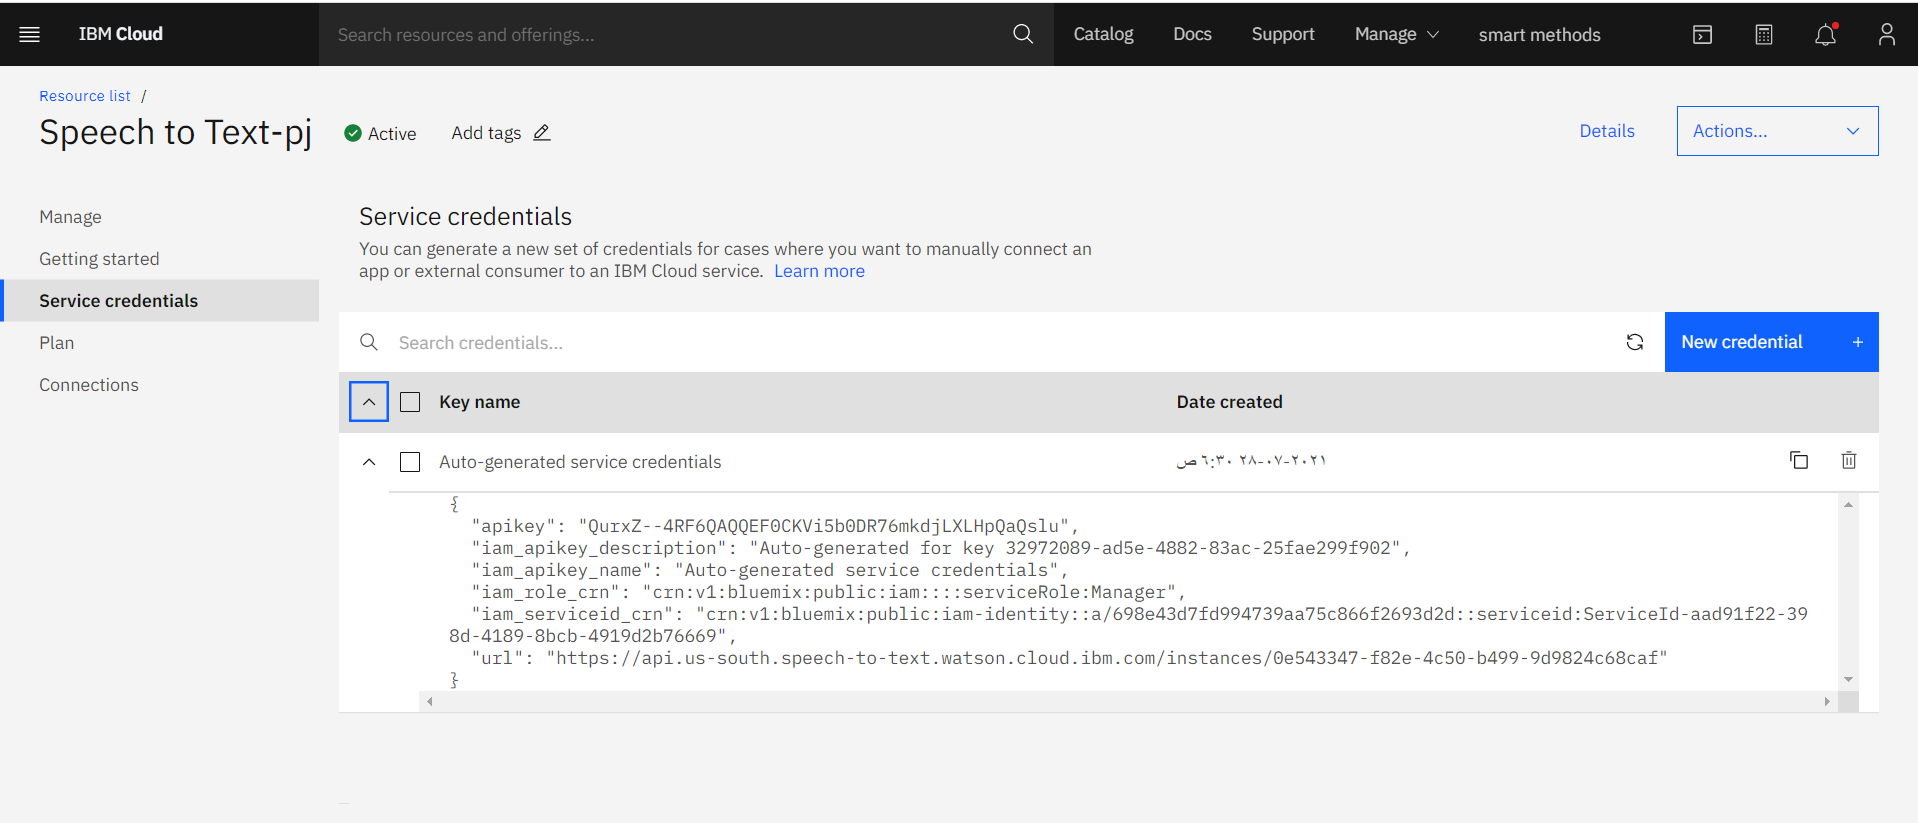 IBM Cloud
Search resources and offerings...
Catalog
Docs
Support
Manage
smart methods
Resource list /
Speech to Text-pj
Active
Add tags
Details
Actions...
Manage
Getting started
Service credentials
Plan
Connections
Service credentials
You can generate a new set of credentials for cases where you want to manually connect an
app or external consumer to an IBM Cloud service. Learn more
Search credentials...
New credential +
Key name
Date created
Auto-generated service credentials
٢٠٢١-٠٧-٢٨ ٦:٣٠ ص
{
"apikey": "QurxZ--4RF6QAQQEF0CKVi5b0DR76mkdjLXLHpQaQslu",
"iam_apikey_description": "Auto-generated for key 32972089-ad5e-4882-83ac-25fae299f902",
"iam_apikey_name": "Auto-generated service credentials",
"iam_role_crn": "crn:v1:bluemix:public:iam::::serviceRole:Manager",
"iam_serviceid_crn": "crn:v1:bluemix:public:iam-identity::a/698e43d7fd994739aa75c866f2693d2d::serviceid:ServiceId-aad91f22-39
8d-4189-8bcb-4919d2b76669",
"url": "https://api.us-south.speech-to-text.watson.cloud.ibm.com/instances/0e543347-f82e-4c50-b499-9d9824c68caf"
}